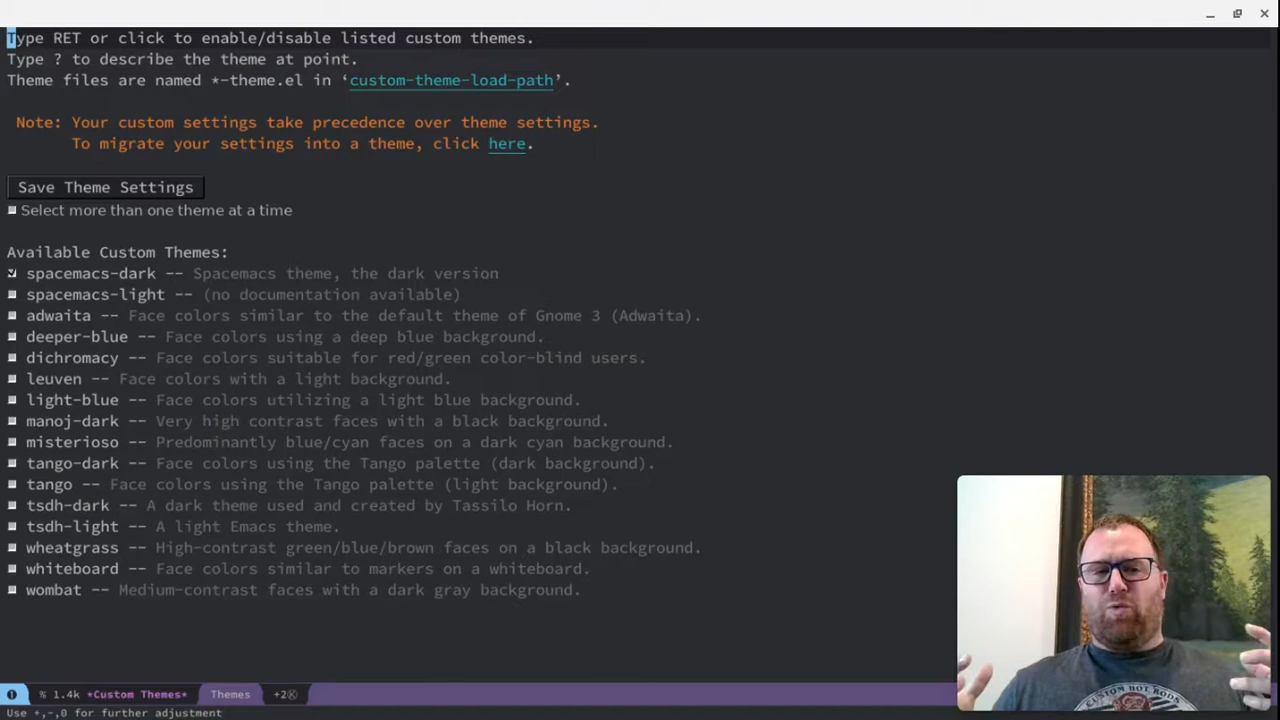 Type RET or click to enable/disable listed custom themes.
Type ? to describe the theme at point.
Theme files are named *-theme.el in ‘custom-theme-load-path’.
Note: Your custom settings take precedence over theme settings.
To migrate your settings into a theme, click here.
Save Theme Settings
Select more than one theme at a time
Available Custom Themes:
spacemacs-dark -- Spacemacs theme, the dark version
spacemacs-light -- (no documentation available)
adwaita -- Face colors similar to the default theme of Gnome 3 (Adwaita).
deeper-blue -- Face colors using a deep blue background.
dichromacy -- Face colors suitable for red/green color-blind users.
leuven -- Face colors with a light background.
light-blue -- Face colors utilizing a light blue background.
manoj-dark -- Very high contrast faces with a black background.
misterioso -- Predominantly blue/cyan faces on a dark cyan background.
tango-dark -- Face colors using the Tango palette (dark background).
tango -- Face colors using the Tango palette (light background).
tsdh-dark -- A dark theme used and created by Tassilo Horn.
tsdh-light -- A light Emacs theme.
wheatgrass -- High-contrast green/blue/brown faces on a black background.
whiteboard -- Face colors similar to markers on a whiteboard.
wombat -- Medium-contrast faces with a dark gray background.
CUSTOM HOT RODS
1 % 1.4k *Custom Themes* Themes +2ⓚ
Use +,-,0 for further adjustment